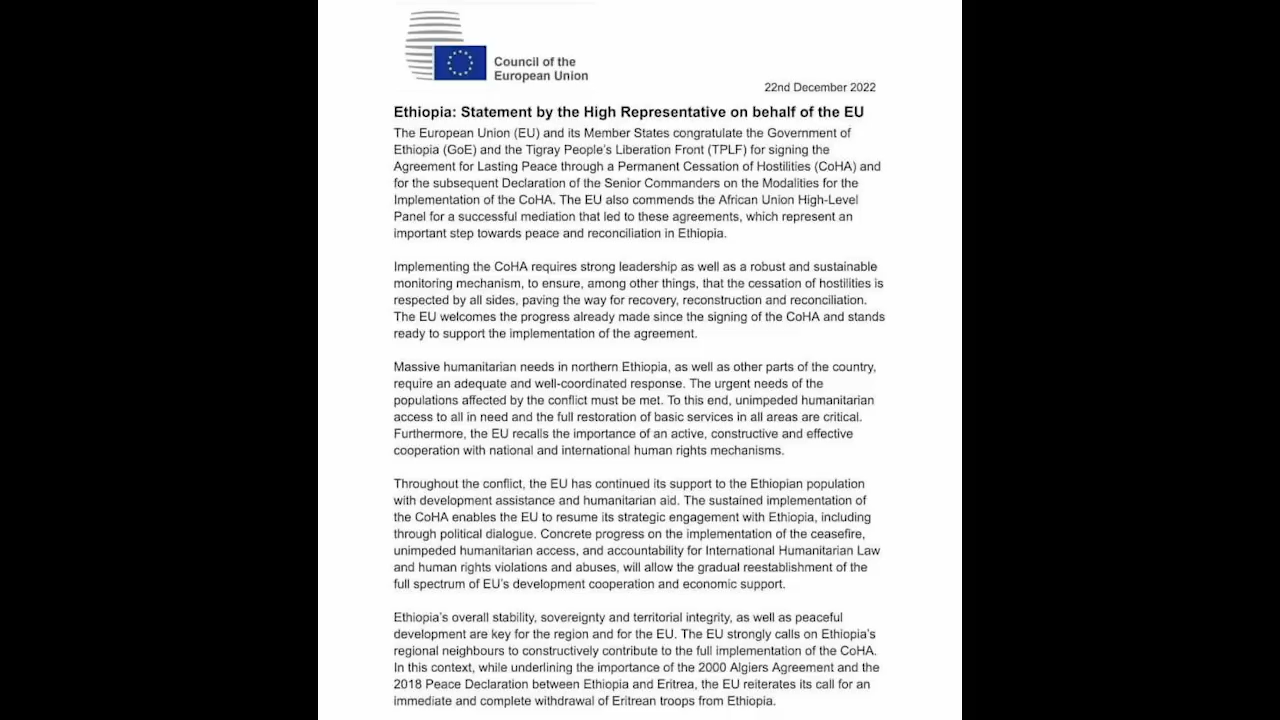 Council of the
European Union
22nd December 2022
Ethiopia: Statement by the High Representative on behalf of the EU
The European Union (EU) and its Member States congratulate the Government of
Ethiopia (GoE) and the Tigray People's Liberation Front (TPLF) for signing the
Agreement for Lasting Peace through a Permanent Cessation of Hostilities (CoHA) and
for the subsequent Declaration of the Senior Commanders on the Modalities for the
Implementation of the CoHA. The EU also commends the African Union High-Level
Panel for a successful mediation that led to these agreements, which represent an
important step towards peace and reconciliation in Ethiopia.
Implementing the CoHA requires strong leadership as well as a robust and sustainable
monitoring mechanism, to ensure, among other things, that the cessation of hostilities is
respected by all sides, paving the way for recovery, reconstruction and reconciliation.
The EU welcomes the progress already made since the signing of the CoHA and stands
ready to support the implementation of the agreement.
Massive humanitarian needs in northern Ethiopia, as well as other parts of the country,
require an adequate and well-coordinated response. The urgent needs of the
populations affected by the conflict must be met. To this end, unimpeded humanitarian
access to all in need and the full restoration of basic services in all areas are critical.
Furthermore, the EU recalls the importance of an active, constructive and effective
cooperation with national and international human rights mechanisms.
Throughout the conflict, the EU has continued its support to the Ethiopian population
with development assistance and humanitarian aid. The sustained implementation of
the CoHA enables the EU to resume its strategic engagement with Ethiopia, including
through political dialogue. Concrete progress on the implementation of the ceasefire,
unimpeded humanitarian access, and accountability for International Humanitarian Law
and human rights violations and abuses, will allow the gradual reestablishment of the
full spectrum of EU's development cooperation and economic support.
Ethiopia's overall stability, sovereignty and territorial integrity, as well as peaceful
development are key for the region and for the EU. The EU strongly calls on Ethiopia's
regional neighbours to constructively contribute to the full implementation of the CoHA.
In this context, while underlining the importance of the 2000 Algiers Agreement and the
2018 Peace Declaration between Ethiopia and Eritrea, the EU reiterates its call for an
immediate and complete withdrawal of Eritrean troops from Ethiopia.